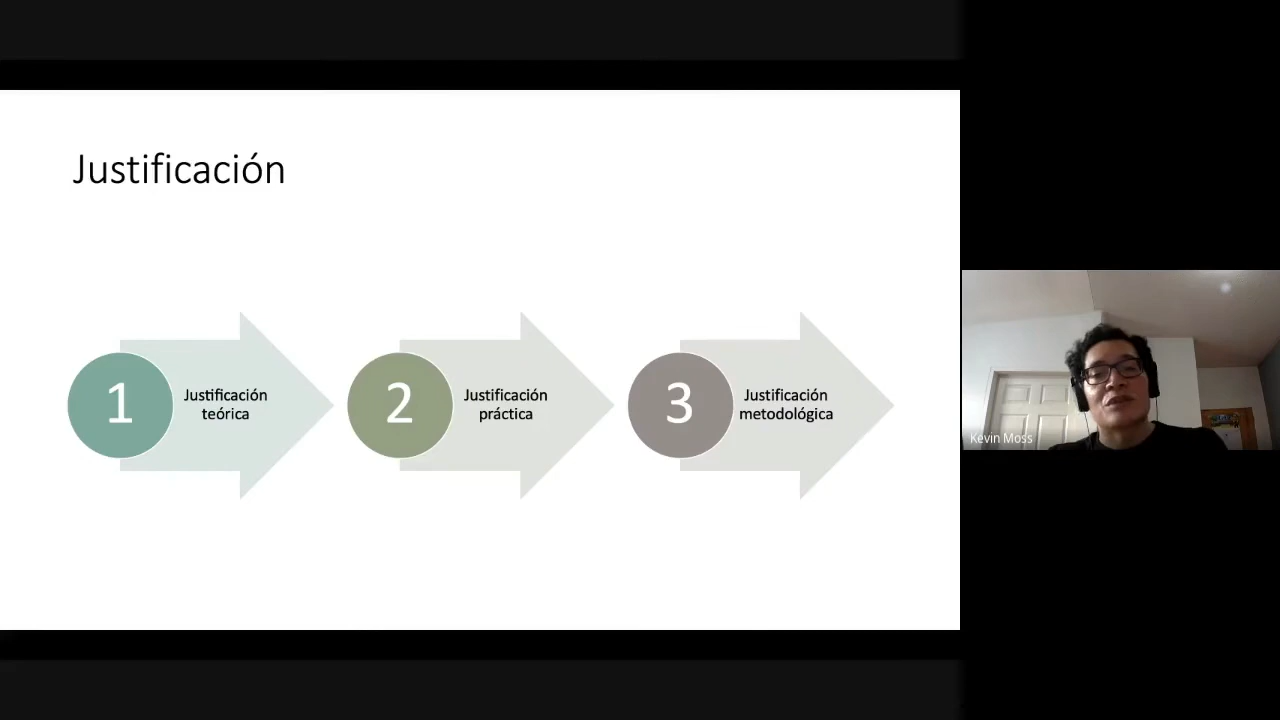 Justificación
1
Justificación
teórica
2
Justificación
práctica
3
Justificación
metodológica
Kevin Moss